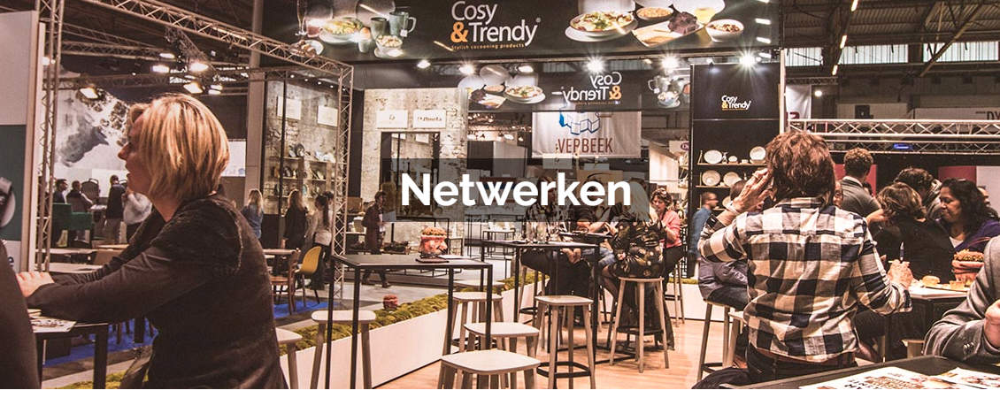 Cosy
&Trendy®
stylish cocooning products
Cosy
&Trendy
VERBEEK
Cosy
&Trendy
Netwerken